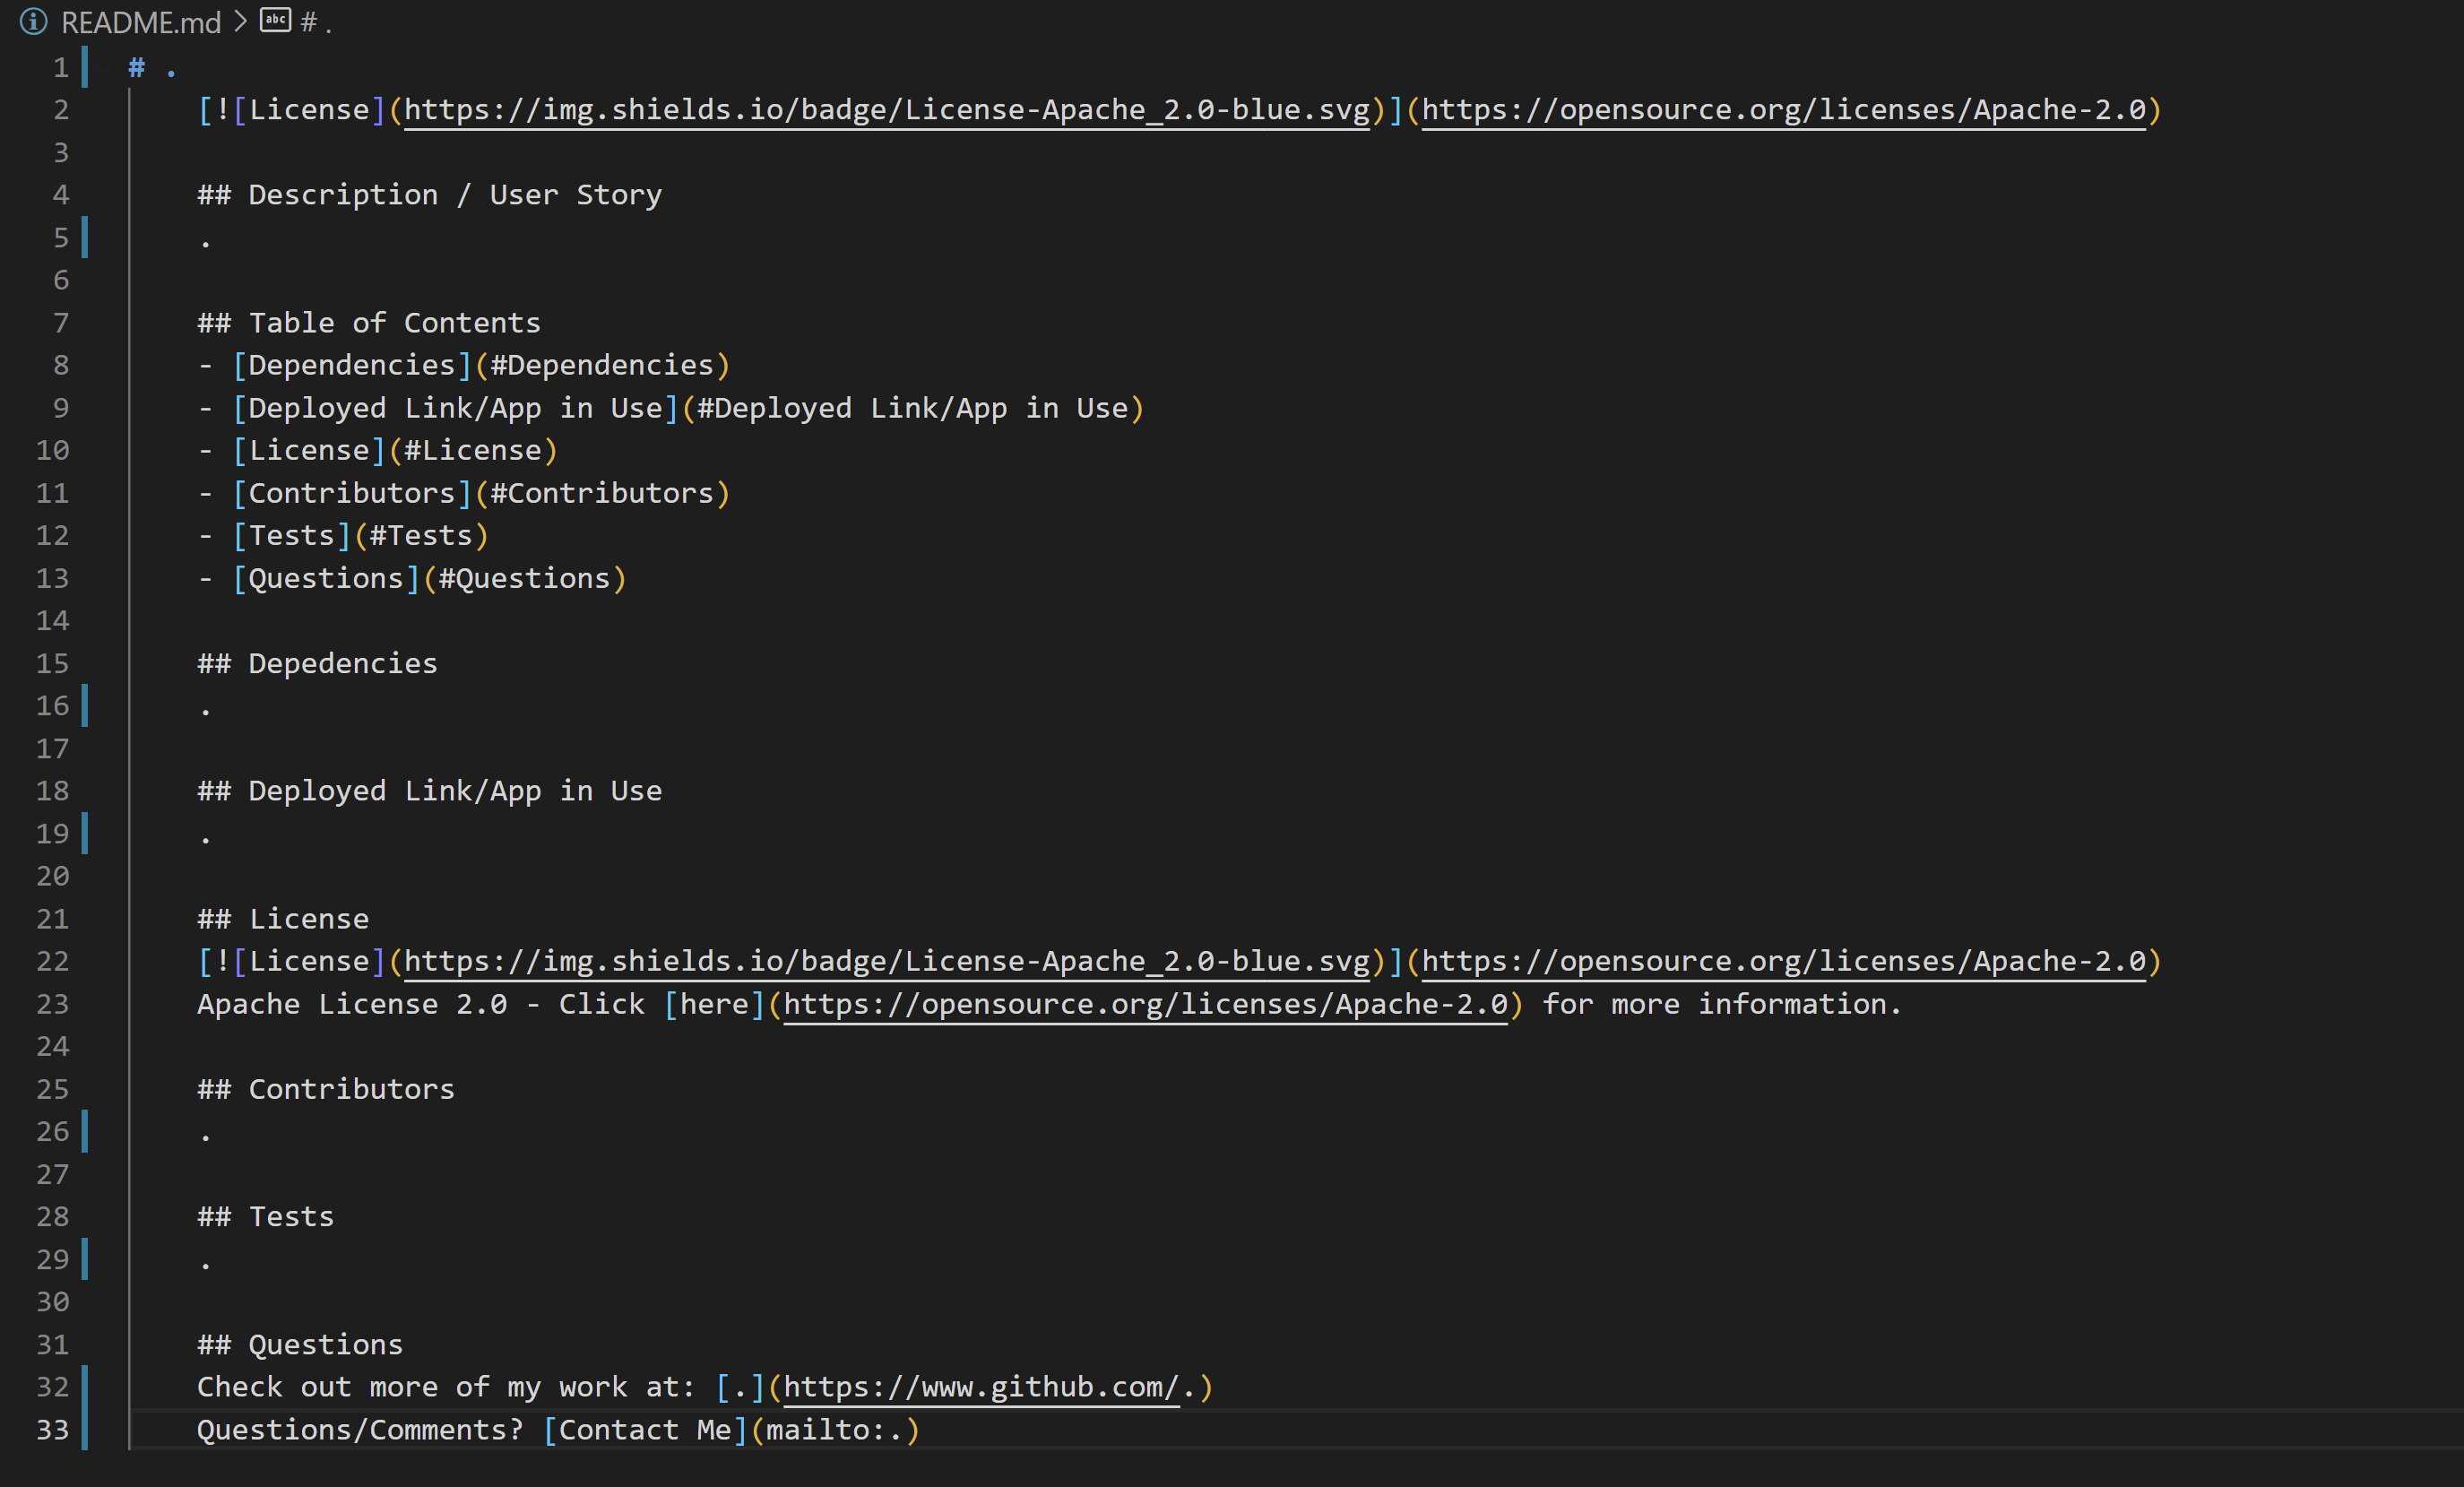 README.md > abc # .
1 # .
2 [![License](https://img.shields.io/badge/License-Apache_2.0-blue.svg)](https://opensource.org/licenses/Apache-2.0)
3
4 ## Description / User Story
5 .
6
7 ## Table of Contents
8 - [Dependencies](#Dependencies)
9 - [Deployed Link/App in Use](#Deployed Link/App in Use)
10 - [License](#License)
11 - [Contributors](#Contributors)
12 - [Tests](#Tests)
13 - [Questions](#Questions)
14
15 ## Depedencies
16 .
17
18 ## Deployed Link/App in Use
19 .
20
21 ## License
22 [![License](https://img.shields.io/badge/License-Apache_2.0-blue.svg)](https://opensource.org/licenses/Apache-2.0)
23 Apache License 2.0 - Click [here](https://opensource.org/licenses/Apache-2.0) for more information.
24
25 ## Contributors
26 .
27
28 ## Tests
29 .
30
31 ## Questions
32 Check out more of my work at: [.](https://www.github.com/.)
33 Questions/Comments? [Contact Me](mailto:.)